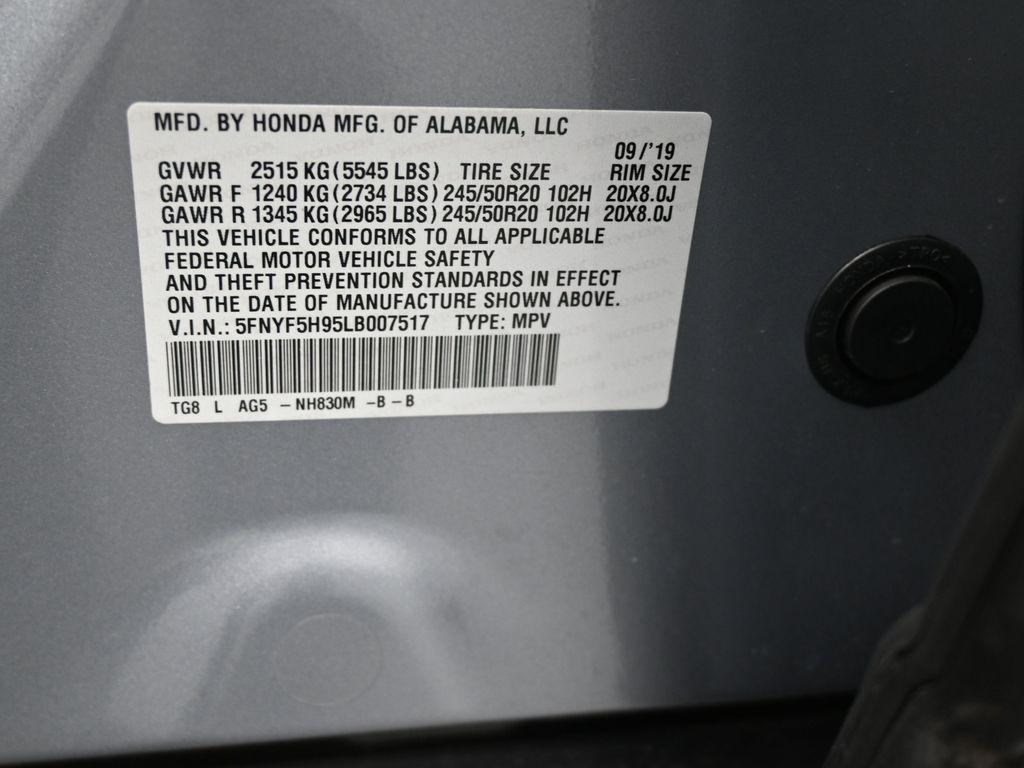 MFD. BY HONDA MFG. OF ALABAMA, LLC
09/'19
GVWR 2515 KG (5545 LBS) TIRE SIZE RIM SIZE
GAWR F 1240 KG (2734 LBS) 245/50R20 102H 20X8.0J
GAWR R 1345 KG (2965 LBS) 245/50R20 102H 20X8.0J
THIS VEHICLE CONFORMS TO ALL APPLICABLE
FEDERAL MOTOR VEHICLE SAFETY
AND THEFT PREVENTION STANDARDS IN EFFECT
ON THE DATE OF MANUFACTURE SHOWN ABOVE.
V.I.N.: 5FNYF5H95LB007517 TYPE: MPV
TG8 L AG5 -NH830M -B-B
HONDA